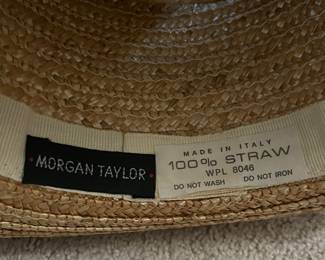 MORGAN TAYLOR
MADE IN ITALY
100% STRAW
WPL 8046
DO NOT WASH DO NOT IRON